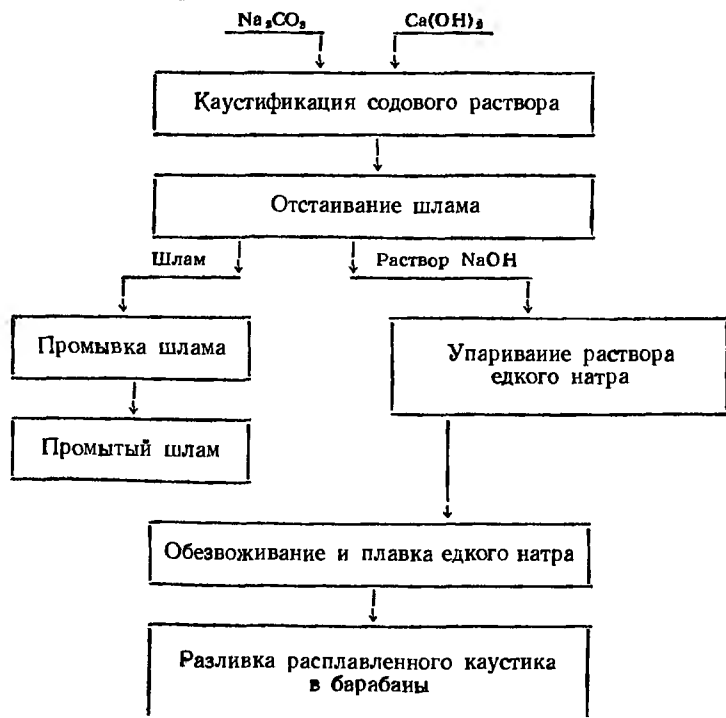 Na₂CO₃ Ca(OH)₂
Каустификация содового раствора
Отстаивание шлама
Шлам Раствор NaOH
Промывка шлама
Упаривание раствора
едкого натра
Промытый шлам
Обезвоживание и плавка едкого натра
Разливка расплавленного каустика
в барабаны